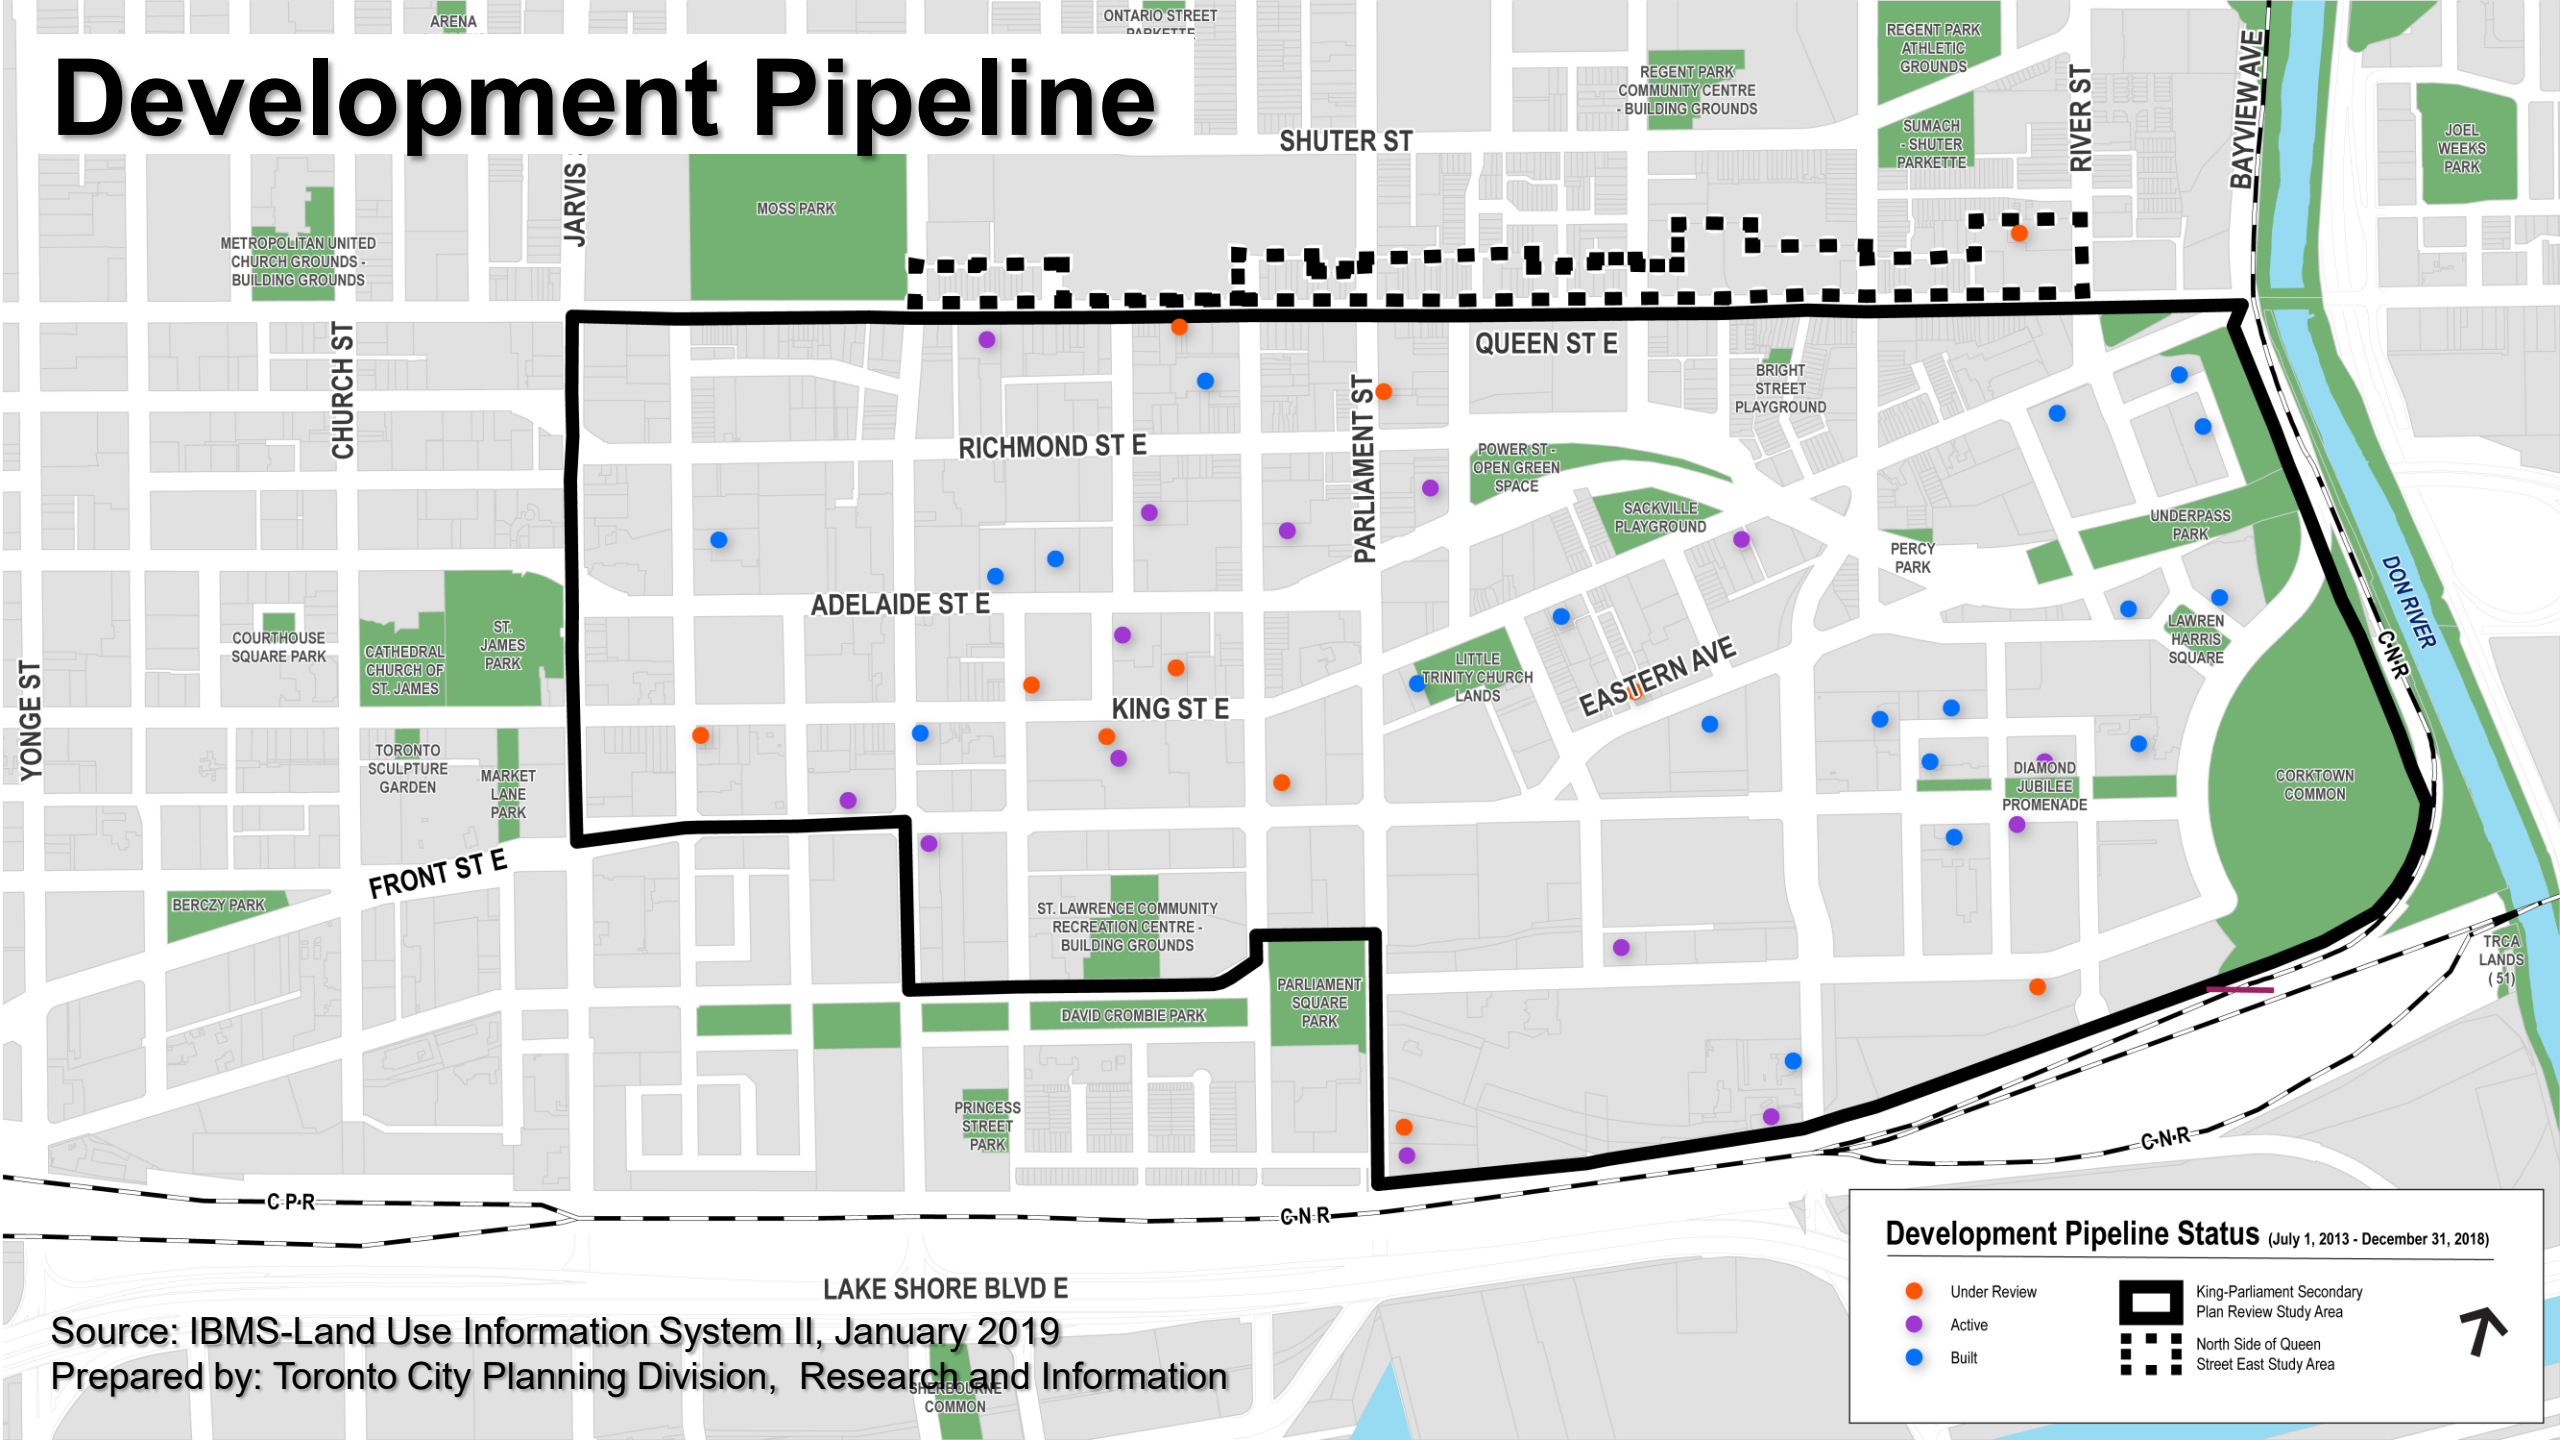 ARENA
ONTARIO STREET
PARKETTE
Development Pipeline
REGENT PARK
ATHLETIC
GROUNDS
REGENT PARK
COMMUNITY CENTRE
- BUILDING GROUNDS
SUMACH
- SHUTER
PARKETTE
RIVER ST
BAYVIEW AVE
JOEL
WEEKS
PARK
SHUTER ST
JARVIS
MOSS PARK
METROPOLITAN UNITED
CHURCH GROUNDS -
BUILDING GROUNDS
CHURCH ST
QUEEN ST E
BRIGHT
STREET
PLAYGROUND
PARLIAMENT ST
RICHMOND ST E
POWER ST -
OPEN GREEN
SPACE
SACKVILLE
PLAYGROUND
UNDERPASS
PARK
PERCY
PARK
DON RIVER
ADELAIDE ST E
COURTHOUSE
SQUARE PARK
CATHEDRAL
CHURCH OF
ST. JAMES
ST.
JAMES
PARK
LAWREN
HARRIS
SQUARE
C-N-R
LITTLE
TRINITY CHURCH
LANDS
EASTERN AVE
KING ST E
YONGE ST
TORONTO
SCULPTURE
GARDEN
MARKET
LANE
PARK
DIAMOND
JUBILEE
PROMENADE
CORKTOWN
COMMON
FRONT ST E
BERCZY PARK
ST. LAWRENCE COMMUNITY
RECREATION CENTRE -
BUILDING GROUNDS
TRCA
LANDS
( 51)
PARLIAMENT
SQUARE
PARK
DAVID CROMBIE PARK
PRINCESS
STREET
PARK
C-N-R
C P-R
C-N R
LAKE SHORE BLVD E
Source: IBMS-Land Use Information System II, January 2019
Prepared by: Toronto City Planning Division,  Research and Information
SHERBOURNE
COMMON
Development Pipeline Status (July 1, 2013 - December 31, 2018)
Under Review
Active
Built
King-Parliament Secondary
Plan Review Study Area
North Side of Queen
Street East Study Area